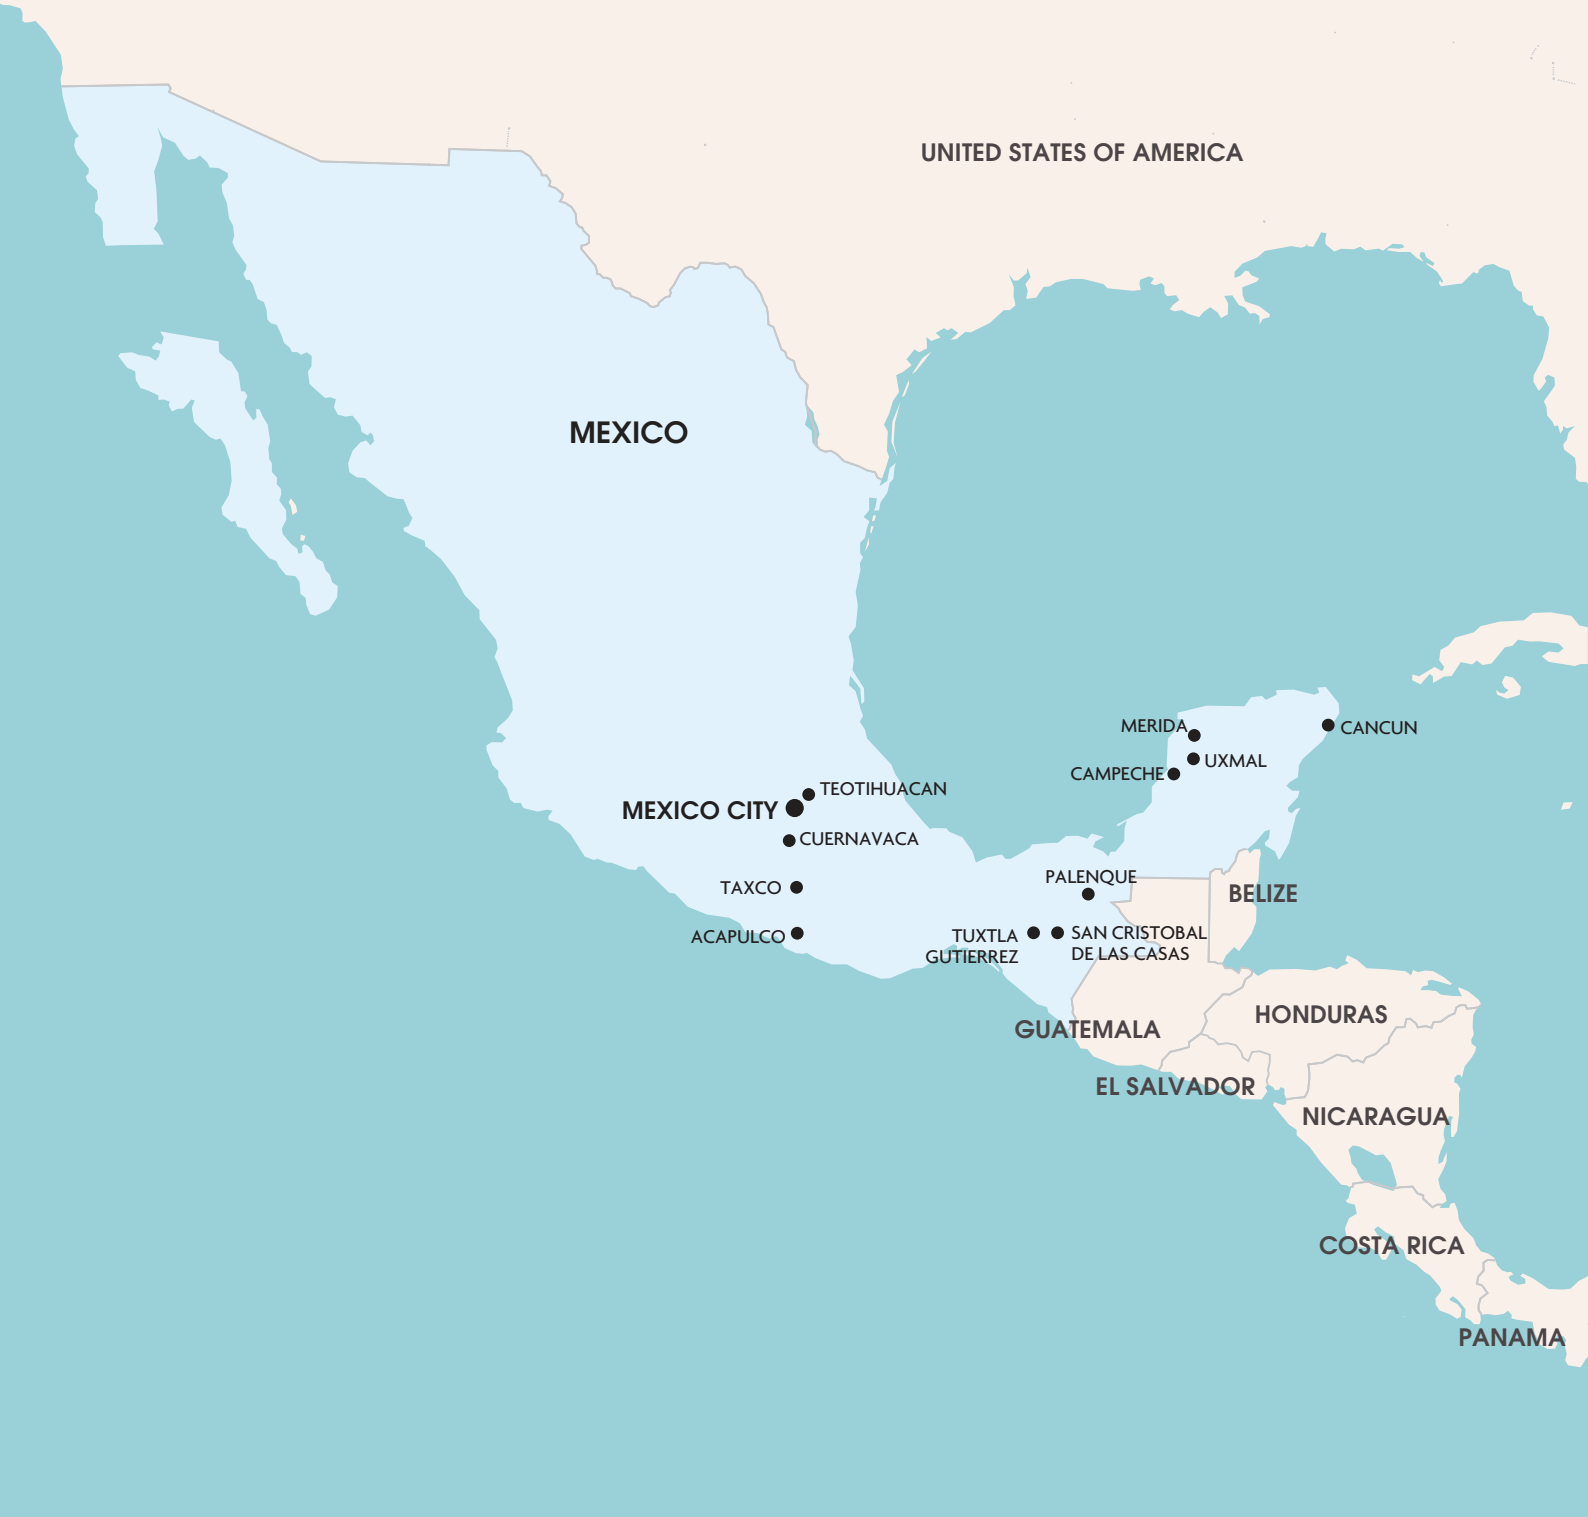 UNITED STATES OF AMERICA
MEXICO
MERIDA
CANCUN
UXMAL
CAMPECHE
TEOTIHUACAN
MEXICO CITY
CUERNAVACA
TAXCO
PALENQUE
BELIZE
ACAPULCO
TUXTLA
GUTIERREZ
SAN CRISTOBAL
DE LAS CASAS
HONDURAS
GUATEMALA
EL SALVADOR
NICARAGUA
COSTA RICA
PANAMA